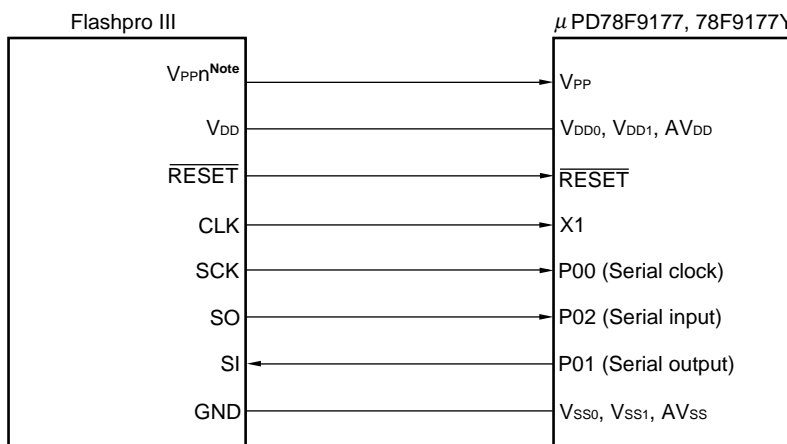 Flashpro III
μ PD78F9177, 78F9177Y
VPPnNote
VPP
VDD
VDD0, VDD1, AVDD
RESET
RESET
CLK
X1
SCK
P00 (Serial clock)
SO
P02 (Serial input)
SI
P01 (Serial output)
GND
VSS0, VSS1, AVSS